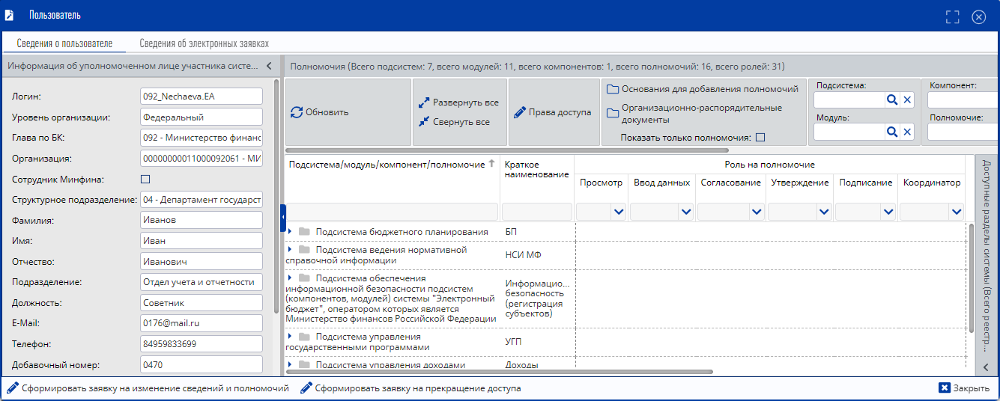 Пользователь
Сведения о пользователе
Сведения об электронных заявках
Информация об уполномоченном лице участника систе...
Логин:
092_Nechaeva.EA
Уровень организации:
Федеральный
Глава по БК:
092 - Министерство финанс
Организация:
00000000011000092061 - МИ
Сотрудник Минфина:
Структурное подразделение:
04 - Департамент государст
Фамилия:
Иванов
Имя:
Иван
Отчество:
Иванович
Подразделение:
Отдел учета и отчетности
Должность:
Советник
E-Mail:
0176@mail.ru
Телефон:
84959833699
Добавочный номер:
0470
Полномочия (Всего подсистем: 7, всего модулей: 11, всего компонентов: 1, всего полномочий: 16, всего ролей: 31)
Обновить
Развернуть все
Свернуть все
Права доступа
Основания для добавления полномочий
Организационно-распорядительные
документы
Показать только полномочия:
Подсистема:
Модуль:
Компонент:
Полномочие:
Подсистема/модуль/компонент/полномочие
Краткое
наименование
Роль на полномочие
Просмотр
Ввод данных
Согласование
Утверждение
Подписание
Координатор
Подсистема бюджетного планирования
БП
Подсистема ведения нормативной
справочной информации
НСИ МФ
Подсистема обеспечения
информационной безопасности подсистем
(компонентов, модулей) системы "Электронный
бюджет", оператором которых является
Министерство финансов Российской Федерации
Информацио...
безопасность
(регистрация
субъектов)
Подсистема управления
государственными программами
УГП
Подсистема управления доходами
Доходы
Доступные разделы системы (Всего реестр...
Сформировать заявку на изменение сведений и полномочий
Сформировать заявку на прекращение доступа
Закрыть